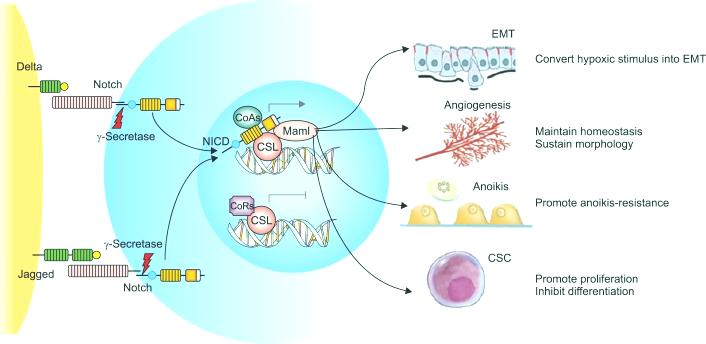 EMT
Convert hypoxic stimulus into EMT
Delta
Notch
γ-Secretase
Angiogenesis
Maintain homeostasis
Sustain morphology
CoAs
NICD
Maml
CSL
Anoikis
Promote anoikis-resistance
CoRs
CSL
γ-Secretase
Jagged
Notch
CSC
Promote proliferation
Inhibit differentiation